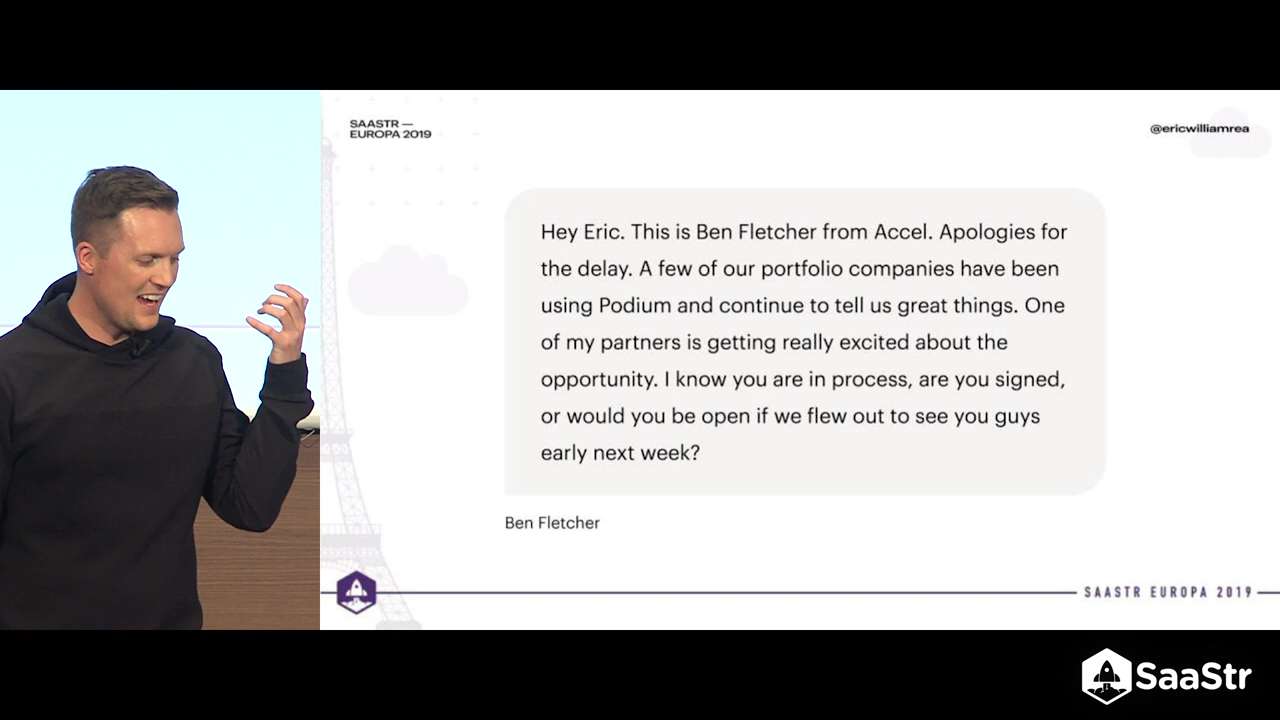 SAASTR —
EUROPA 2019
@ericwilliamrea
Hey Eric. This is Ben Fletcher from Accel. Apologies for
the delay. A few of our portfolio companies have been
using Podium and continue to tell us great things. One
of my partners is getting really excited about the
opportunity. I know you are in process, are you signed,
or would you be open if we flew out to see you guys
early next week?
Ben Fletcher
SAASTR EUROPA 2019
SaaStr